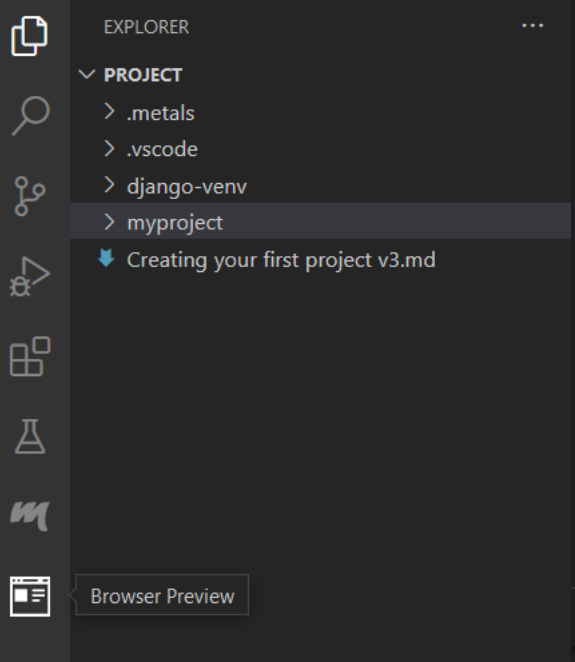 EXPLORER
PROJECT
.metals
.vscode
django-venv
myproject
Creating your first project v3.md
Browser Preview